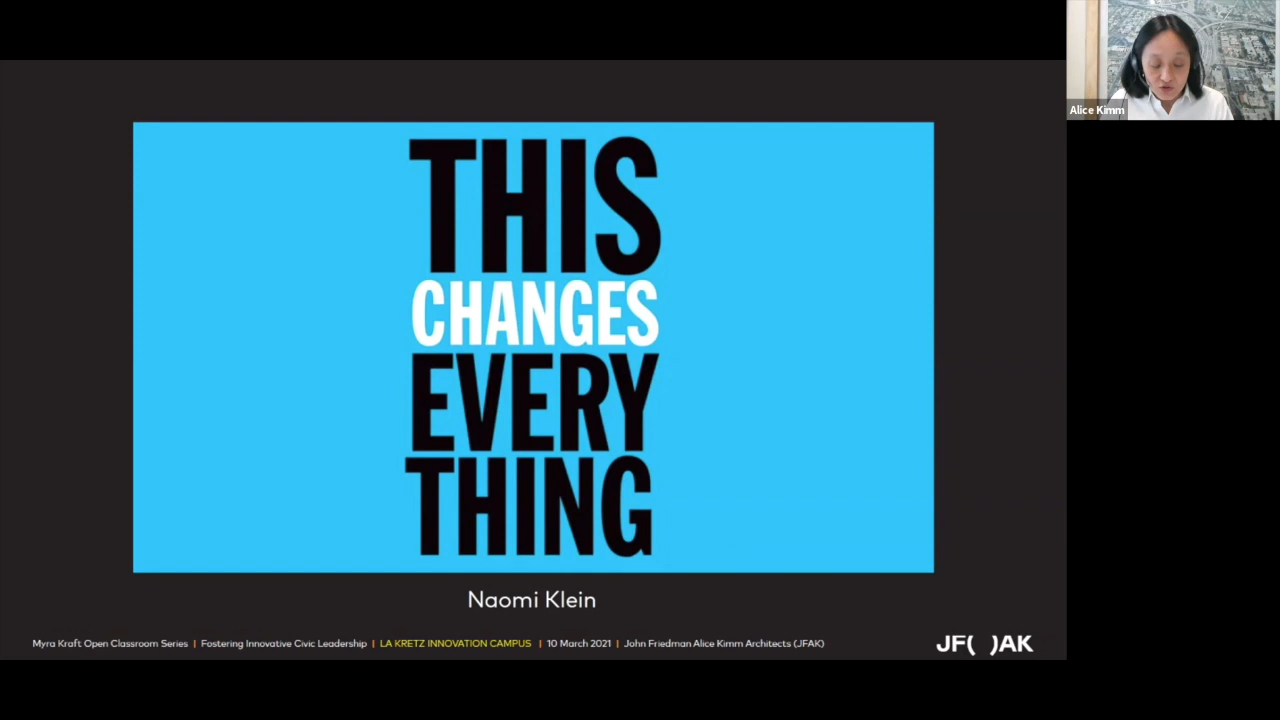 Alice Kimm
THIS
CHANGES
EVERY
THING
Naomi Klein
Myra Kraft Open Classroom Series | Fostering Innovative Civic Leadership | LA KRETZ INNOVATION CAMPUS | 10 March 2021 | John Friedman Alice Kimm Architects (JFAK)
JF( )AK